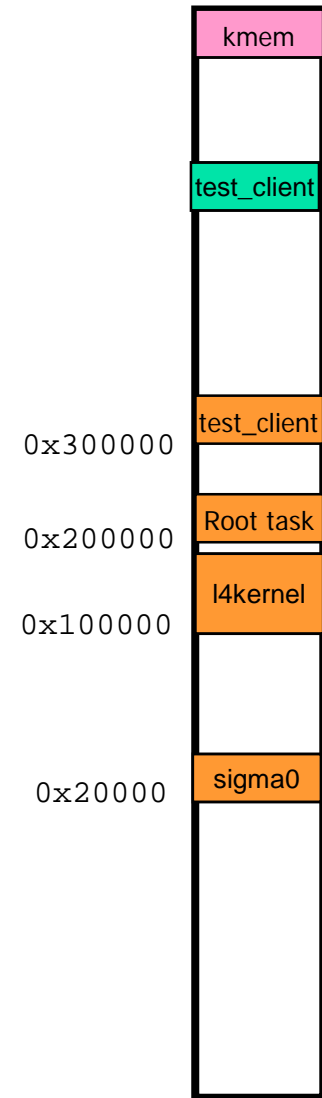 kmem
test_client
test_client
0x300000
Root task
0x200000
l4kernel
0x100000
sigma0
0x20000